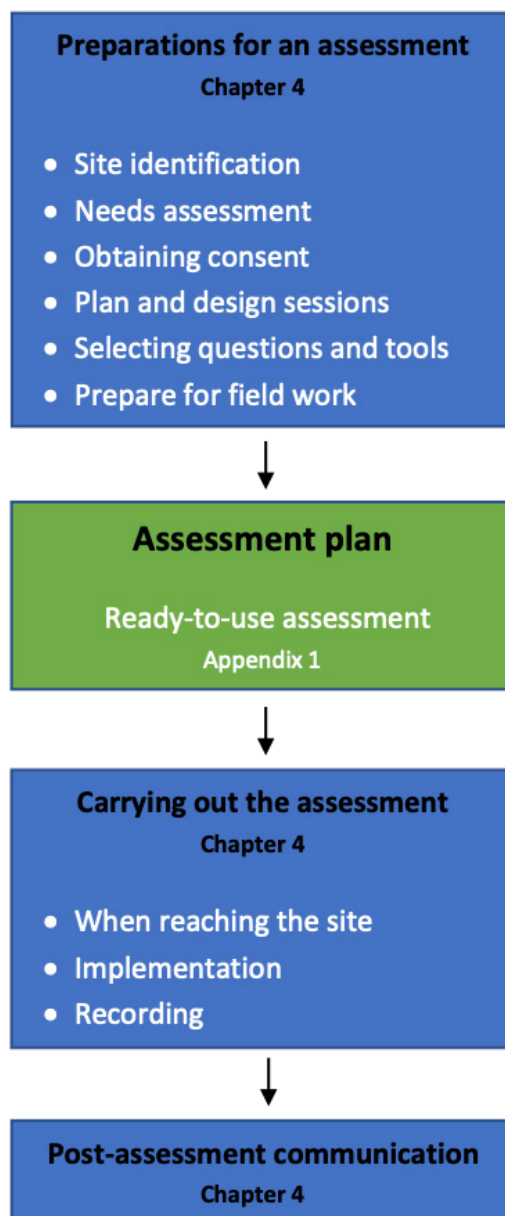 Preparations for an assessment
Chapter 4
• Site identification
• Needs assessment
• Obtaining consent
• Plan and design sessions
• Selecting questions and tools
• Prepare for field work
Assessment plan
Ready-to-use assessment
Appendix 1
Carrying out the assessment
Chapter 4
• When reaching the site
• Implementation
• Recording
Post-assessment communication
Chapter 4